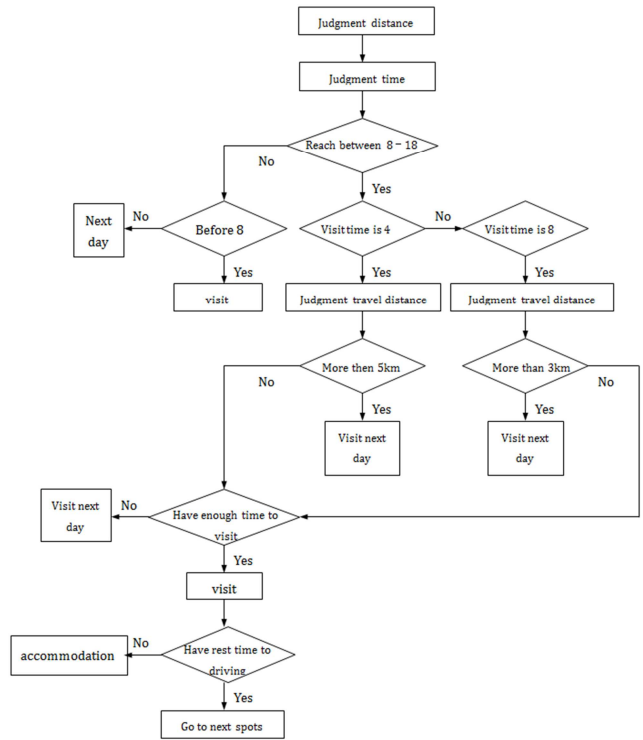 Judgment distance
Judgment time
Reach between 8 – 18
No
Yes
Next
day
No
Before 8
Visit time is 4
No
Visit time is 8
Yes
Yes
Yes
visit
Judgment travel distance
Judgment travel distance
No
More then 5km
More than 3km
No
Yes
Yes
Visit next
day
Visit next
day
Visit next
day
No
Have enough time to
visit
Yes
visit
accommodation
No
Have rest time to
driving
Yes
Go to next spots